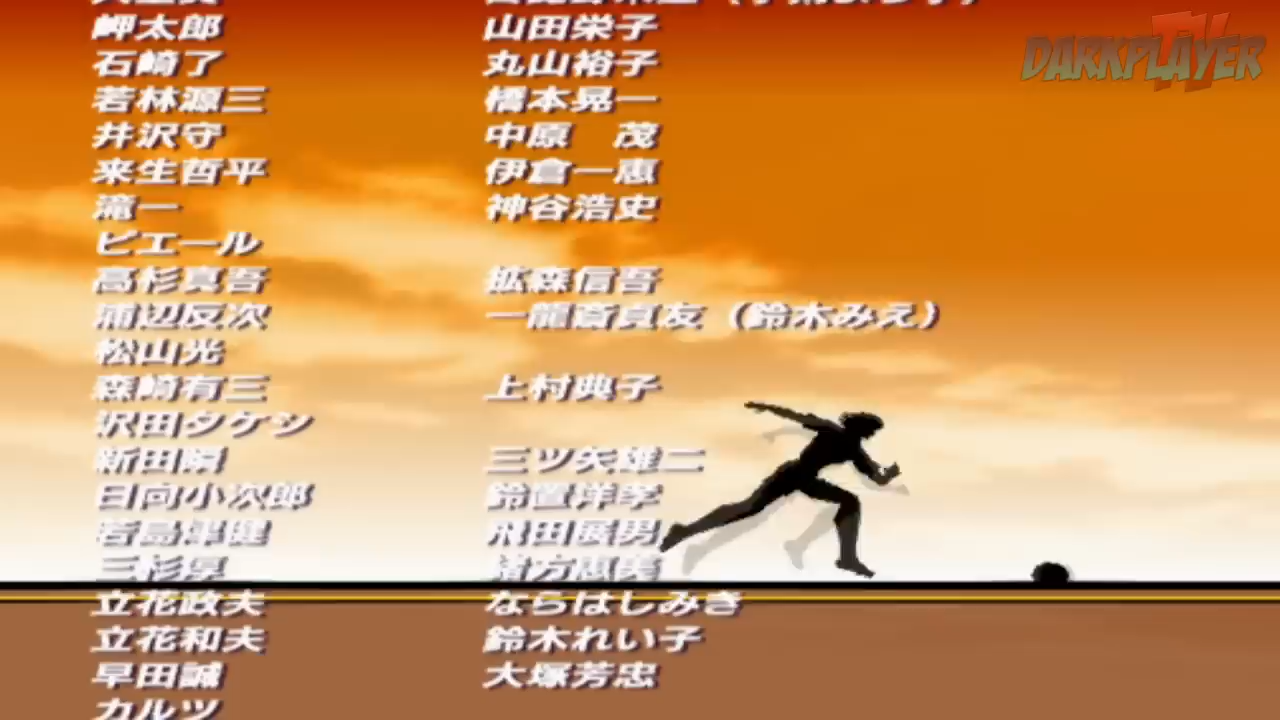 岬太郎 山田栄子
石崎了 丸山裕子
若林源三 橋本晃一
井沢守 中原 茂
来生哲平 伊倉一恵
滝一 神谷浩史
ピエール
高杉真吾 拡森信吾
浦辺反次 一龍斎貞友（鈴木みえ）
松山光
森崎有三 上村典子
沢田タケシ
新田瞬 三ツ矢雄二
日向小次郎 鈴置洋孝
若島津健 飛田展男
三杉淳 緒方恵美
立花政夫 ならはしみき
立花和夫 鈴木れい子
早田誠 大塚芳忠
カルツ
DARKPLAYER TV